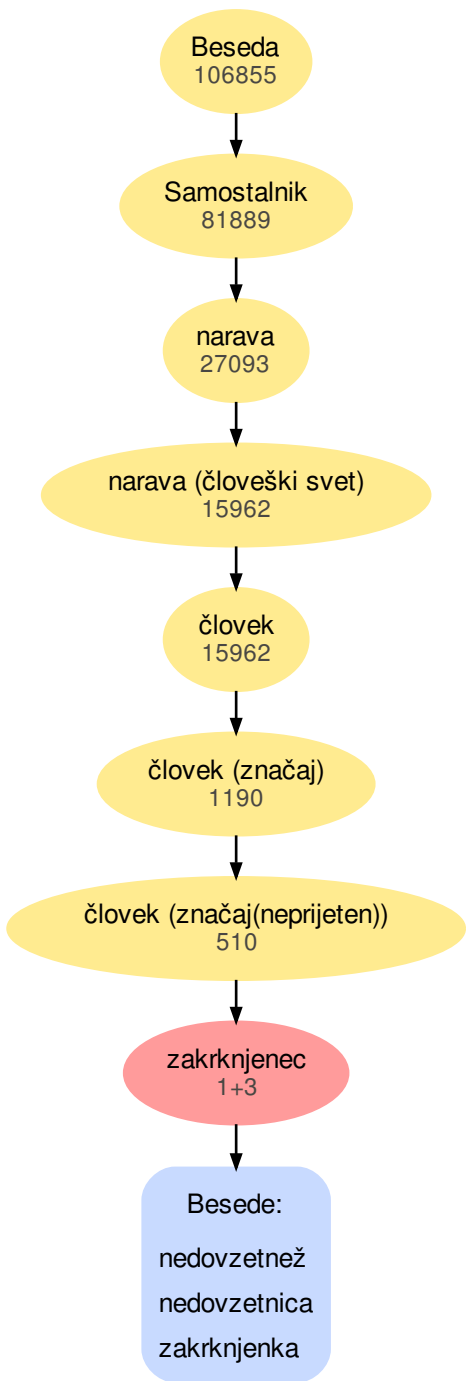 Beseda
106855
Samostalnik
81889
narava
27093
narava (človeški svet)
15962
človek
15962
človek (značaj)
1190
človek (značaj(neprijeten))
510
zakrknjenec
1+3
Besede:
nedovzetnež
nedovzetnica
zakrknjenka